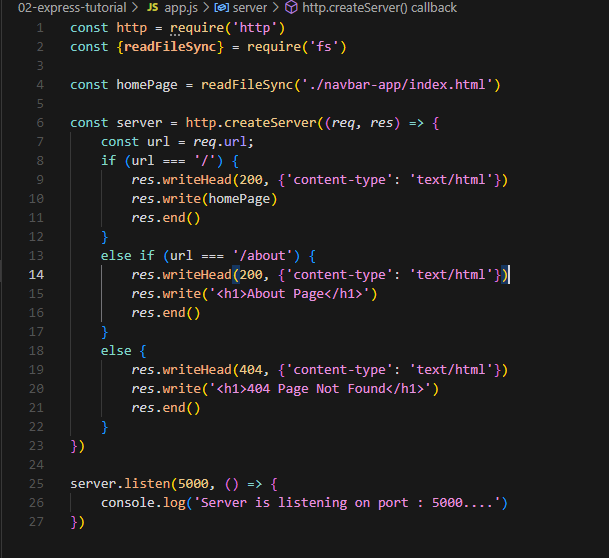 02-express-tutorial > JS app.js > server > http.createServer() callback
1 const http = require('http')
2 const {readFileSync} = require('fs')
3
4 const homePage = readFileSync('./navbar-app/index.html')
5
6 const server = http.createServer((req, res) => {
7     const url = req.url;
8     if (url === '/') {
9         res.writeHead(200, {'content-type': 'text/html'})
10         res.write(homePage)
11         res.end()
12     }
13     else if (url === '/about') {
14         res.writeHead(200, {'content-type': 'text/html'})
15         res.write('<h1>About Page</h1>')
16         res.end()
17     }
18     else {
19         res.writeHead(404, {'content-type': 'text/html'})
20         res.write('<h1>404 Page Not Found</h1>')
21         res.end()
22     }
23 })
24
25 server.listen(5000, () => {
26     console.log('Server is listening on port : 5000....')
27 })